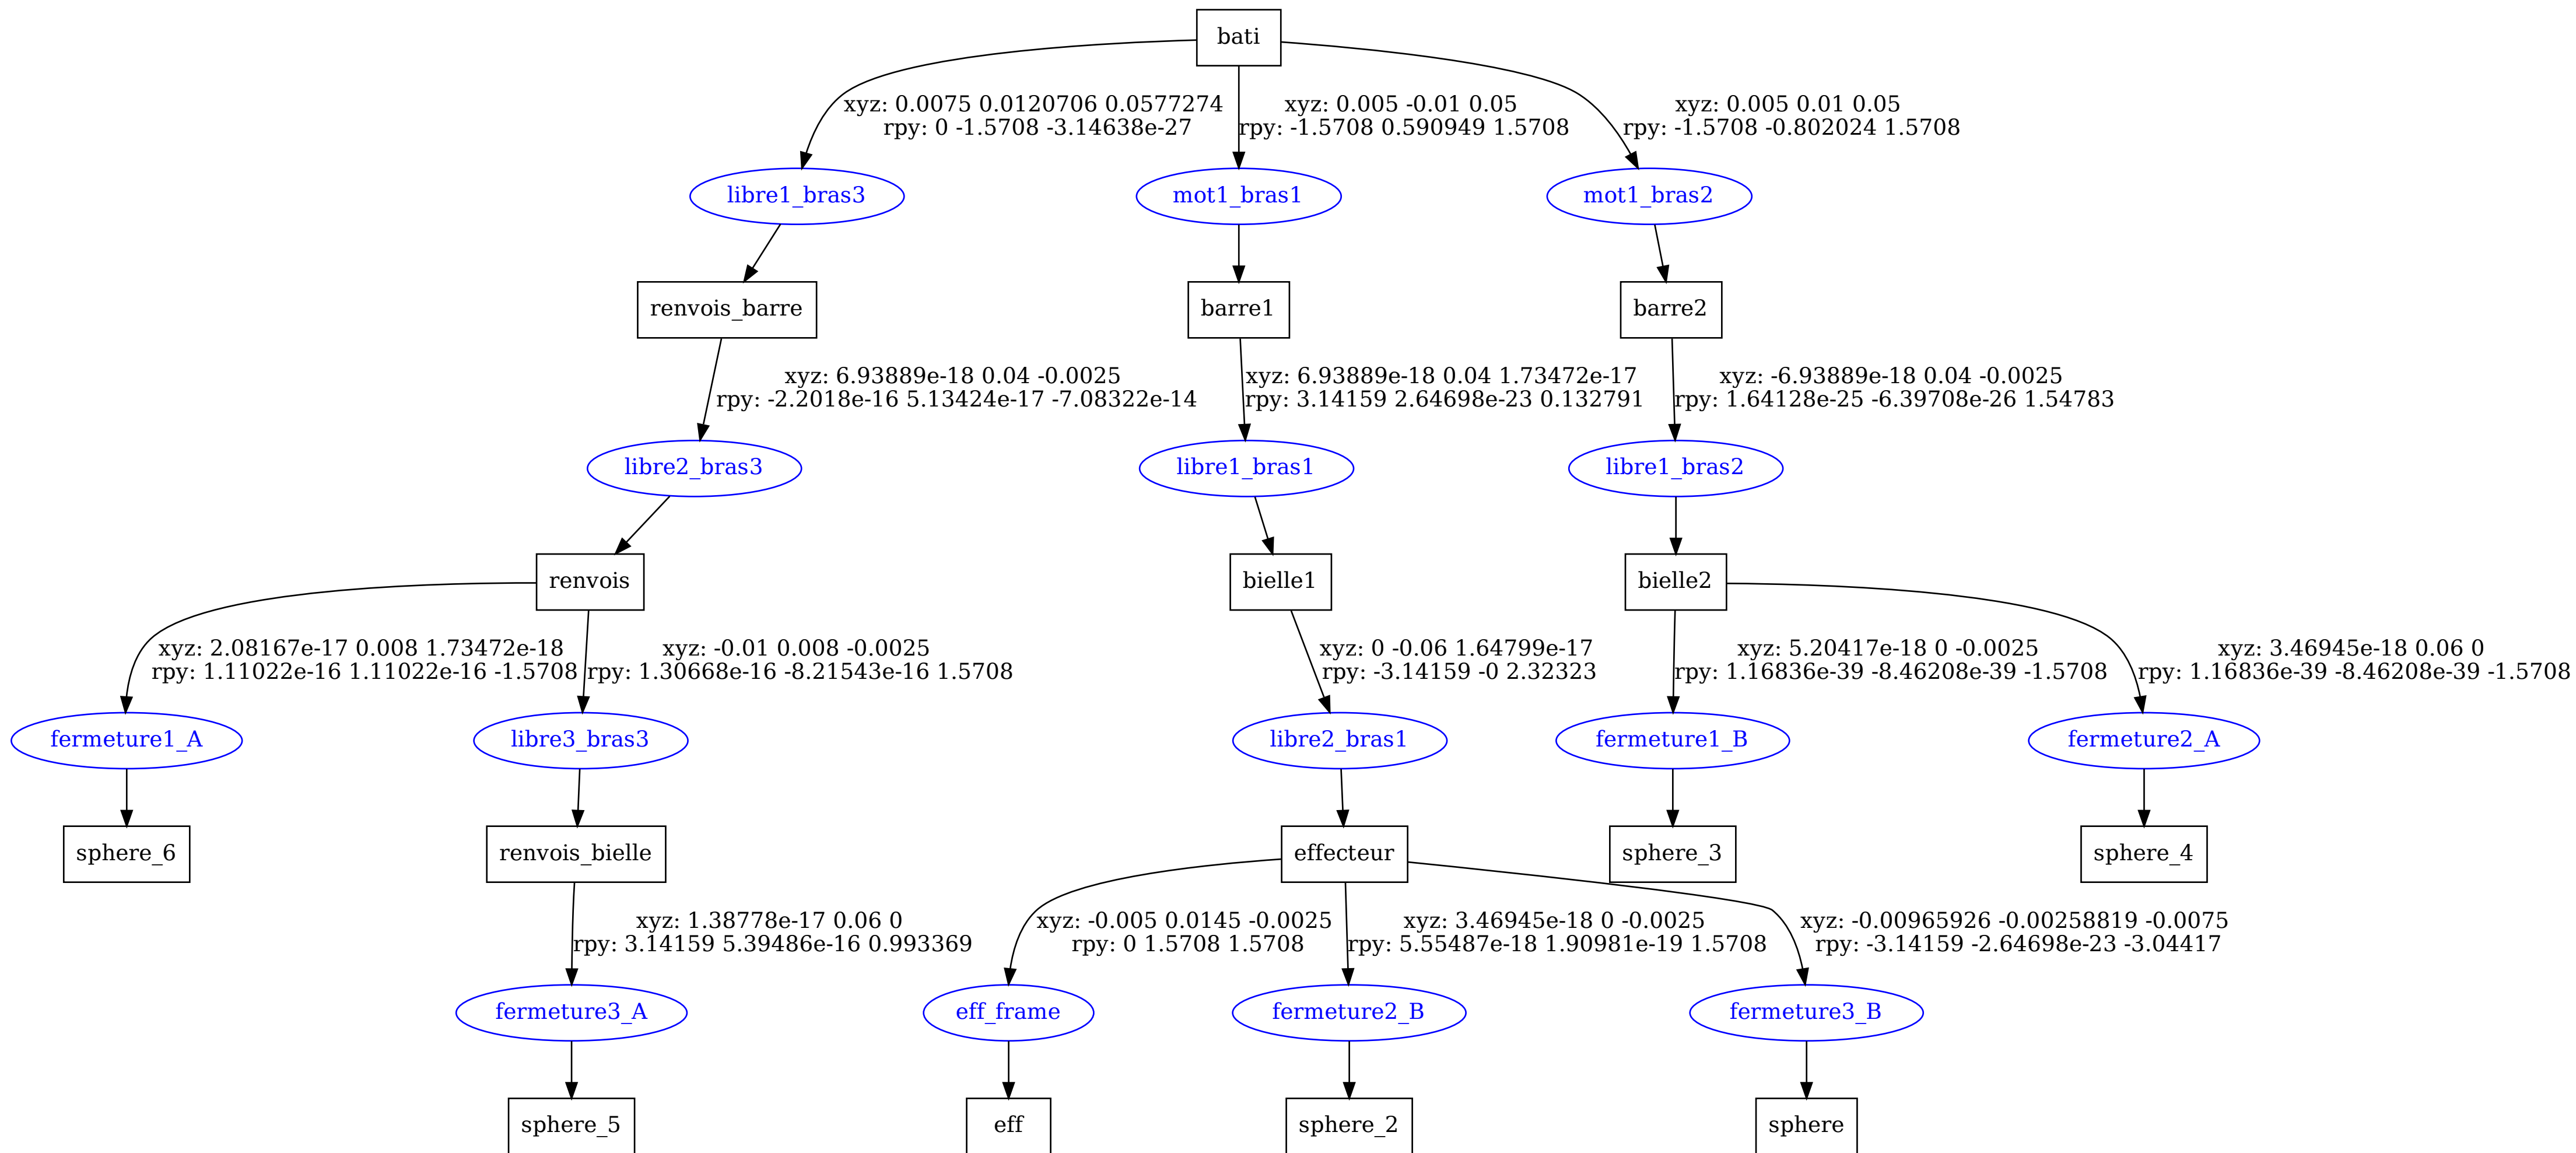 bati
xyz: 0.0075 0.0120706 0.0577274
rpy: 0 -1.5708 -3.14638e-27
xyz: 0.005 -0.01 0.05
rpy: -1.5708 0.590949 1.5708
xyz: 0.005 0.01 0.05
rpy: -1.5708 -0.802024 1.5708
libre1_bras3
mot1_bras1
mot1_bras2
renvois_barre
barre1
barre2
xyz: 6.93889e-18 0.04 -0.0025
rpy: -2.2018e-16 5.13424e-17 -7.08322e-14
xyz: 6.93889e-18 0.04 1.73472e-17
rpy: 3.14159 2.64698e-23 0.132791
xyz: -6.93889e-18 0.04 -0.0025
rpy: 1.64128e-25 -6.39708e-26 1.54783
libre2_bras3
libre1_bras1
libre1_bras2
renvois
bielle1
bielle2
xyz: 2.08167e-17 0.008 1.73472e-18
rpy: 1.11022e-16 1.11022e-16 -1.5708
xyz: -0.01 0.008 -0.0025
rpy: 1.30668e-16 -8.21543e-16 1.5708
xyz: 0 -0.06 1.64799e-17
rpy: -3.14159 -0 2.32323
xyz: 5.20417e-18 0 -0.0025
rpy: 1.16836e-39 -8.46208e-39 -1.5708
xyz: 3.46945e-18 0.06 0
rpy: 1.16836e-39 -8.46208e-39 -1.5708
fermeture1_A
libre3_bras3
libre2_bras1
fermeture1_B
fermeture2_A
sphere_6
renvois_bielle
effecteur
sphere_3
sphere_4
xyz: 1.38778e-17 0.06 0
rpy: 3.14159 5.39486e-16 0.993369
xyz: -0.005 0.0145 -0.0025
rpy: 0 1.5708 1.5708
xyz: 3.46945e-18 0 -0.0025
rpy: 5.55487e-18 1.90981e-19 1.5708
xyz: -0.00965926 -0.00258819 -0.0075
rpy: -3.14159 -2.64698e-23 -3.04417
fermeture3_A
eff_frame
fermeture2_B
fermeture3_B
sphere_5
eff
sphere_2
sphere